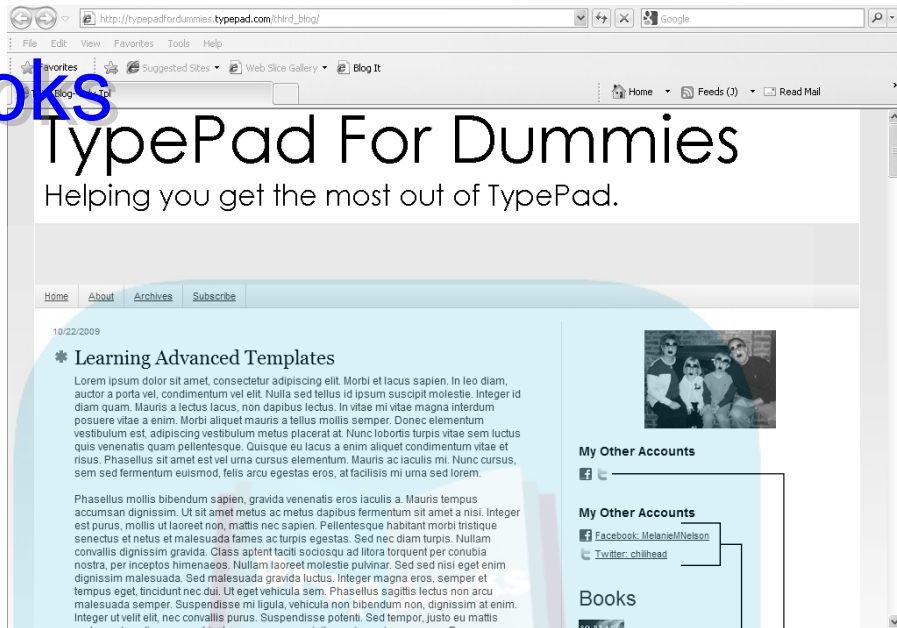 http://typepadfordummies.typepad.com/third_blog/
Google
File Edit View Favorites Tools Help
Favorites Suggested Sites Web Slice Gallery Blog It
oks
Home Feeds (J) Read Mail
TypePad For Dummies
Helping you get the most out of TypePad.
Home About Archives Subscribe
10/22/2009
Learning Advanced Templates
Lorem ipsum dolor sit amet, consectetur adipiscing elit. Morbi et lacus sapien. In leo diam,
auctor a porta vel, condimentum vel elit. Nulla sed tellus id ipsum suscipit molestie. Integer id
diam quam. Mauris a lectus lacus, non dapibus lectus. In vitae mi vitae magna interdum
posuere vitae a enim. Morbi aliquet mauris a tellus mollis semper. Donec elementum
vestibulum est, adipiscing vestibulum metus placerat at. Nunc lobortis turpis vitae sem luctus
quis venenatis quam pellentesque. Quisque eu lacus a enim aliquet condimentum vitae et
risus. Phasellus sit amet est vel urna cursus elementum. Mauris ac iaculis mi. Nunc cursus,
sem sed fermentum euismod, felis arcu egestas eros, at facilisis mi urna sed lorem.
Phasellus mollis bibendum sapien, gravida venenatis eros iaculis a. Mauris tempus
accumsan dignissim. Ut sit amet metus ac metus dapibus fermentum sit amet a nisi. Integer
est purus, mollis ut laoreet non, mattis nec sapien. Pellentesque habitant morbi tristique
senectus et netus et malesuada fames ac turpis egestas. Sed nec diam turpis. Nullam
convallis dignissim gravida. Class aptent taciti sociosqu ad litora torquent per conubia
nostra, per inceptos himenaeos. Nullam laoreet molestie pulvinar. Sed sed nisi eget enim
dignissim malesuada. Sed malesuada gravida luctus. Integer magna eros, semper et
tempus eget, tincidunt nec dui. Ut eget vehicula sem. Phasellus sagittis lectus non arcu
malesuada semper. Suspendisse mi ligula, vehicula non bibendum non, dignissim at enim.
Integer ut velit elit, nec convallis purus. Suspendisse potenti. Sed tempor, justo eu mattis
My Other Accounts
My Other Accounts
Facebook: MelanieMNelson
Twitter: chilihead
Books